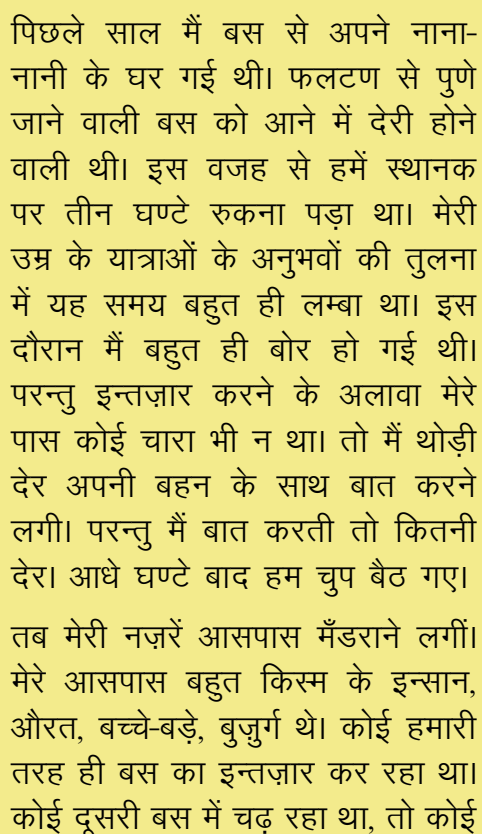 पिछले साल मैं बस से अपने नाना-
नानी के घर गई थी। फलटण से पुणे
जाने वाली बस को आने में देरी होने
वाली थी। इस वजह से हमें स्थानक
पर तीन घण्टे रुकना पड़ा था। मेरी
उम्र के यात्राओं के अनुभवों की तुलना
में यह समय बहुत ही लम्बा था। इस
दौरान मैं बहुत ही बोर हो गई थी।
परन्तु इन्तज़ार करने के अलावा मेरे
पास कोई चारा भी न था। तो मैं थोड़ी
देर अपनी बहन के साथ बात करने
लगी। परन्तु मैं बात करती तो कितनी
देर। आधे घण्टे बाद हम चुप बैठ गए।
तब मेरी नज़रें आसपास मँडराने लगीं।
मेरे आसपास बहुत किस्म के इन्सान,
औरत, बच्चे-बड़े, बुज़ुर्ग थे। कोई हमारी
तरह ही बस का इन्तज़ार कर रहा था।
कोई दूसरी बस में चढ़ रहा था, तो कोई